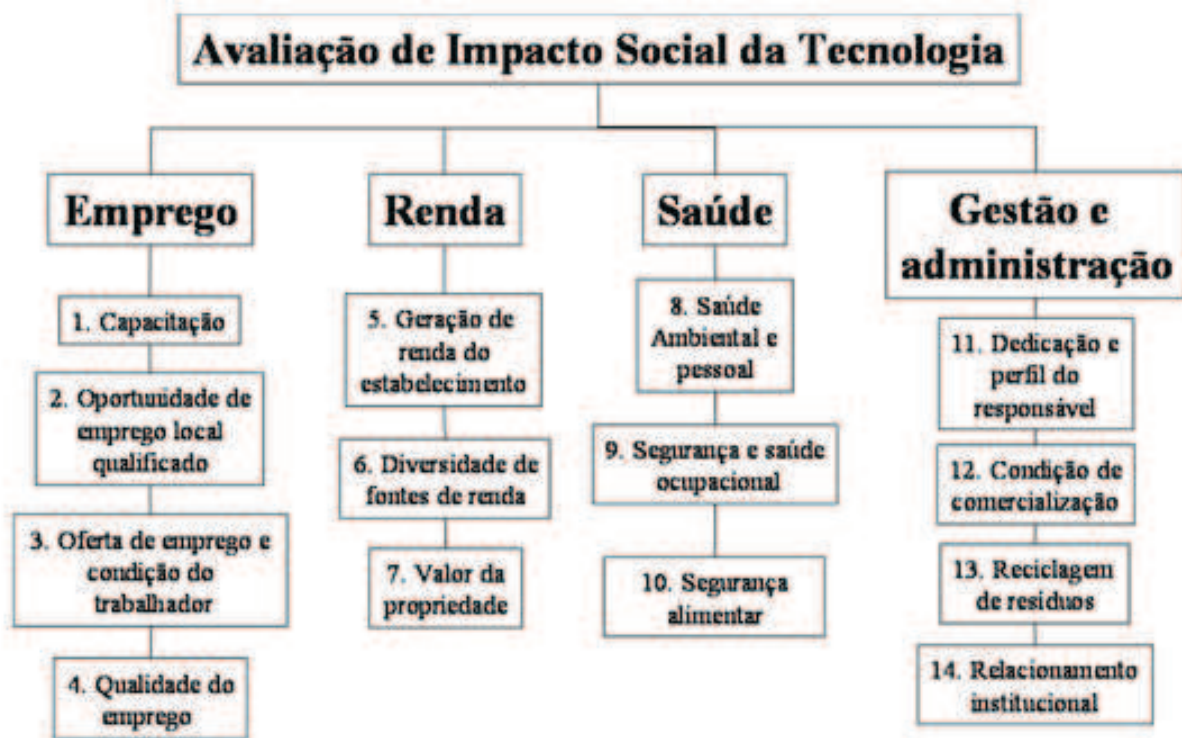 Avaliação de Impacto Social da Tecnologia
Emprego
1. Capacitação
2. Oportunidade de
emprego local
qualificado
3. Oferta de emprego e
condição do
trabalhador
4. Qualidade do
emprego
Renda
5. Geração de
renda do
estabelecimento
6. Diversidade de
fontes de renda
7. Valor da
propriedade
Saúde
8. Saúde
Ambiental e
pessoal
9. Segurança e saúde
ocupacional
10. Segurança
alimentar
Gestão e
administração
11. Dedicação e
perfil do
responsável
12. Condição de
comercialização
13. Reciclagem
de resíduos
14. Relacionamento
institucional